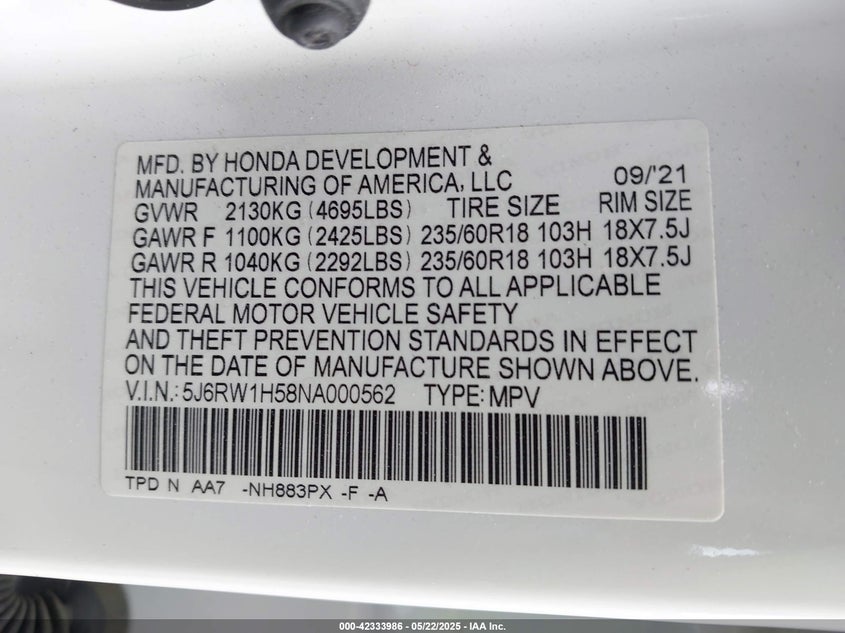 MFD. BY HONDA DEVELOPMENT &
MANUFACTURING OF AMERICA, LLC 09/'21
GVWR 2130KG (4695LBS) TIRE SIZE RIM SIZE
GAWR F 1100KG (2425LBS) 235/60R18 103H 18X7.5J
GAWR R 1040KG (2292LBS) 235/60R18 103H 18X7.5J
THIS VEHICLE CONFORMS TO ALL APPLICABLE
FEDERAL MOTOR VEHICLE SAFETY
AND THEFT PREVENTION STANDARDS IN EFFECT
ON THE DATE OF MANUFACTURE SHOWN ABOVE.
V.I.N.: 5J6RW1H58NA000562 TYPE: MPV
TPD N AA7 -NH883PX -F -A
000-42333986 - 05/22/2025 - IAA Inc.